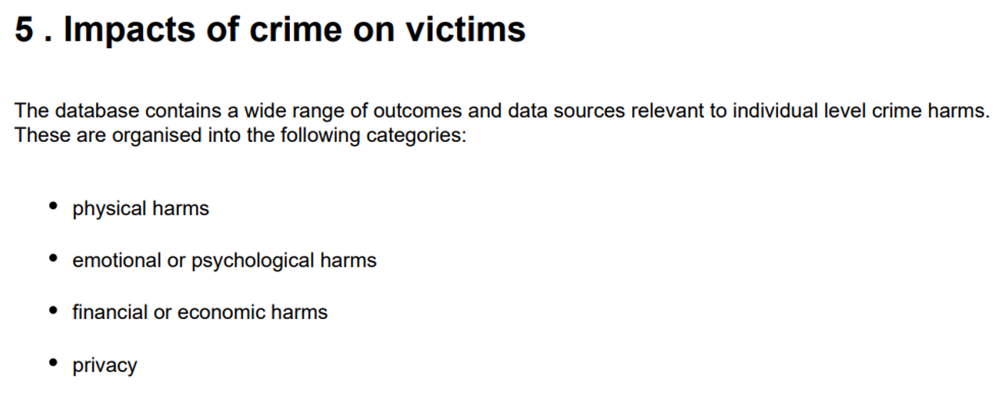 5 . Impacts of crime on victims
The database contains a wide range of outcomes and data sources relevant to individual level crime harms.
These are organised into the following categories:
• physical harms
• emotional or psychological harms
• financial or economic harms
• privacy